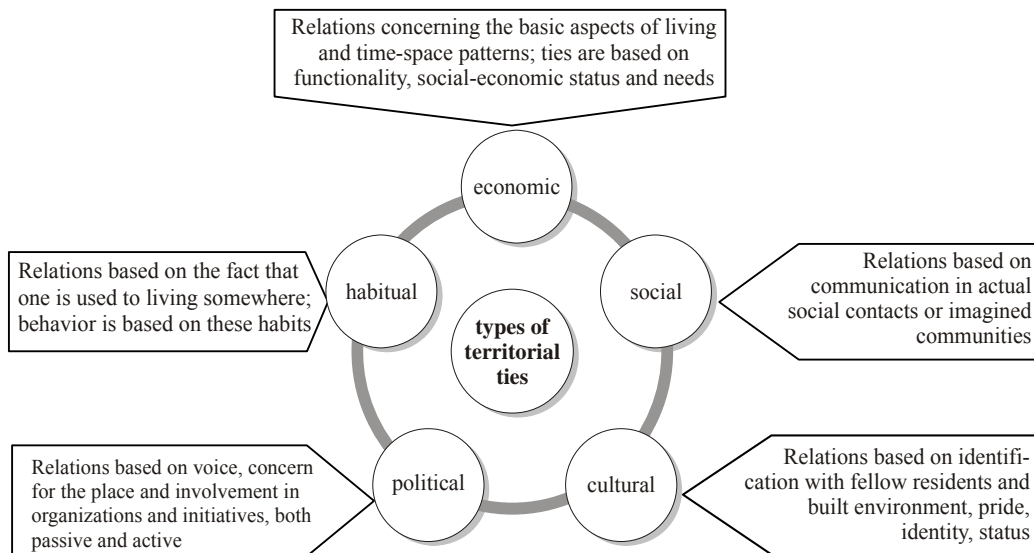 Relations concerning the basic aspects of living
and time-space patterns; ties are based on
functionality, social-economic status and needs
economic
Relations based on the fact that
one is used to living somewhere;
behavior is based on these habits
habitual
social
Relations based on
communication in actual
social contacts or imagined
communities
types of
territorial
ties
Relations based on voice, concern
for the place and involvement in
organizations and initiatives, both
passive and active
political
cultural
Relations based on identifi-
cation with fellow residents and
built environment, pride,
identity, status